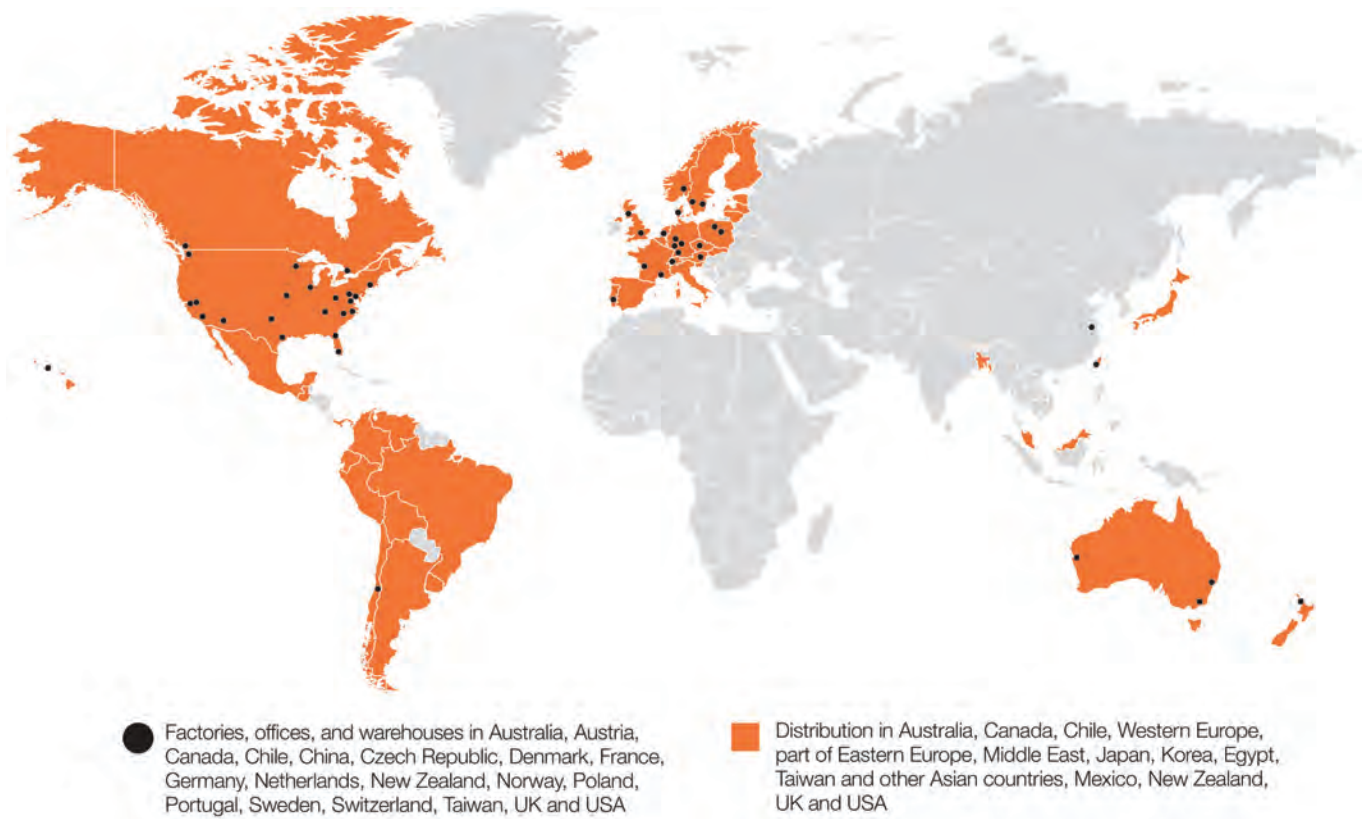 Factories, offices, and warehouses in Australia, Austria,
Canada, Chile, China, Czech Republic, Denmark, France,
Germany, Netherlands, New Zealand, Norway, Poland,
Portugal, Sweden, Switzerland, Taiwan, UK and USA
Distribution in Australia, Canada, Chile, Western Europe,
part of Eastern Europe, Middle East, Japan, Korea, Egypt,
Taiwan and other Asian countries, Mexico, New Zealand,
UK and USA